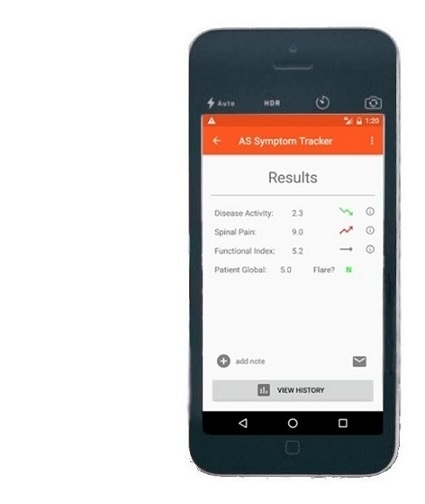 Auto HDR
1:20
AS Symptom Tracker
Results
Disease Activity: 2.3
Spinal Pain: 9.0
Functional Index: 5.2
Patient Global: 5.0 Flare? N
add note
VIEW HISTORY